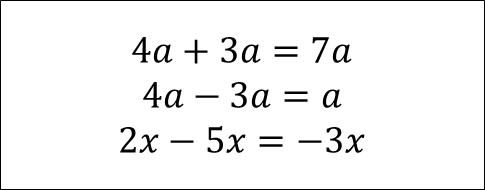 4a + 3a = 7a
4a − 3a = a
2x − 5x = −3x